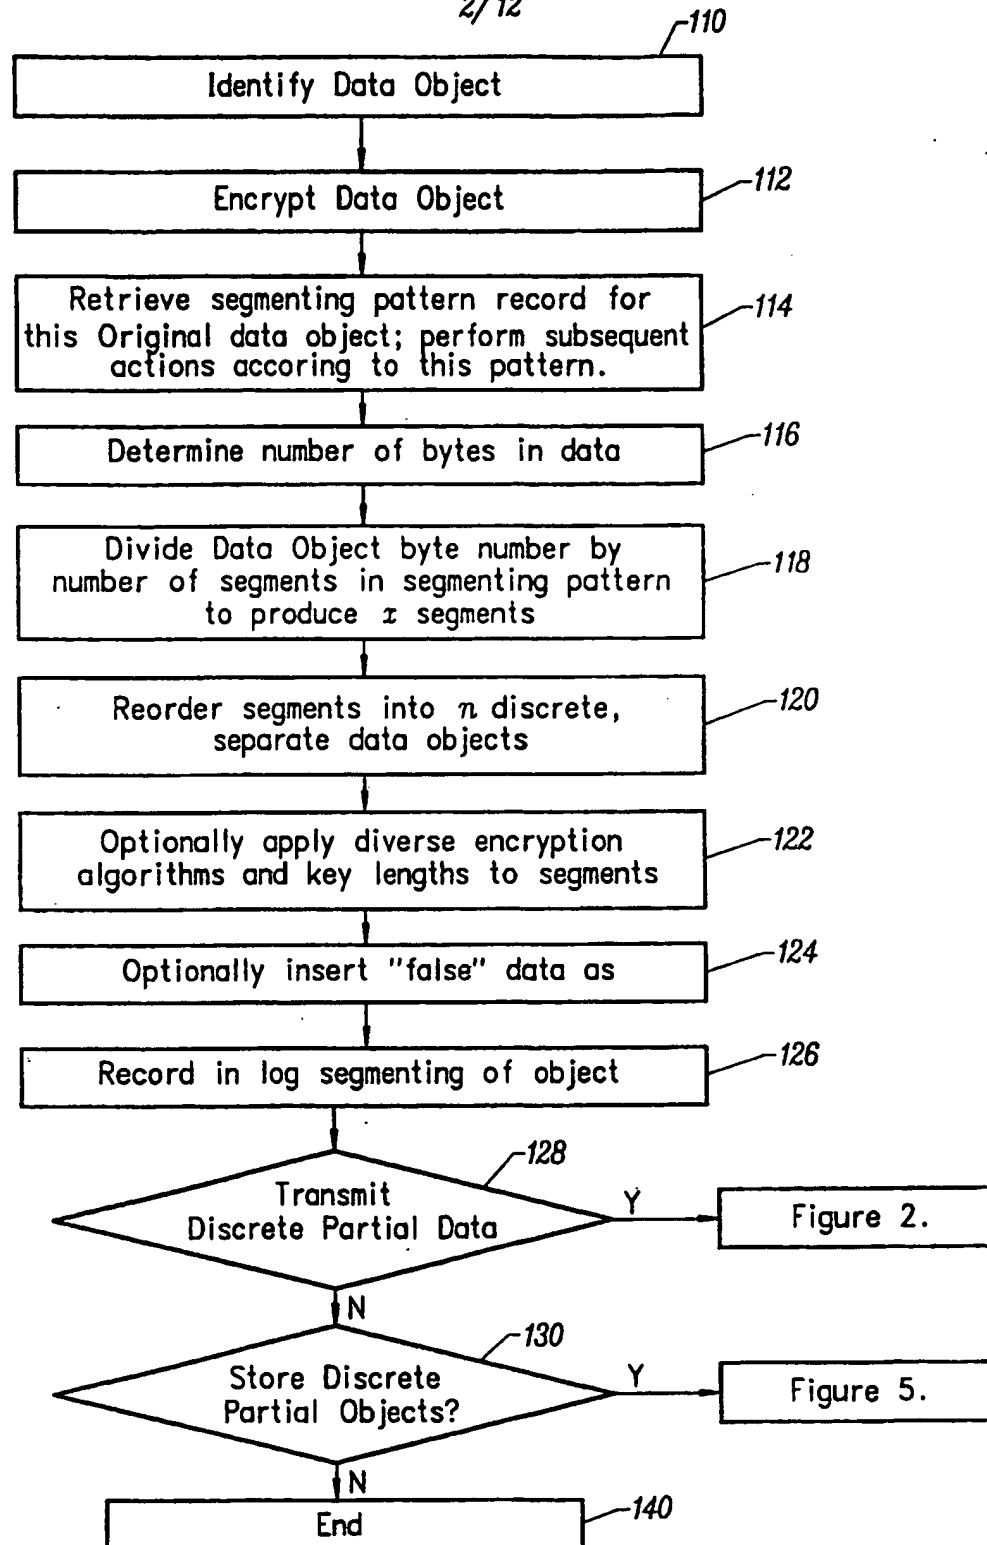 2/12
110
Identify Data Object
112
Encrypt Data Object
114
Retrieve segmenting pattern record for
this Original data object; perform subsequent
actions accoring to this pattern.
116
Determine number of bytes in data
118
Divide Data Object byte number by
number of segments in segmenting pattern
to produce x segments
120
Reorder segments into n discrete,
separate data objects
122
Optionally apply diverse encryption
algorithms and key lengths to segments
124
Optionally insert "false" data as
126
Record in log segmenting of object
128
Transmit
Discrete Partial Data
Y
Figure 2.
N
130
Store Discrete
Partial Objects?
Y
Figure 5.
N
140
End